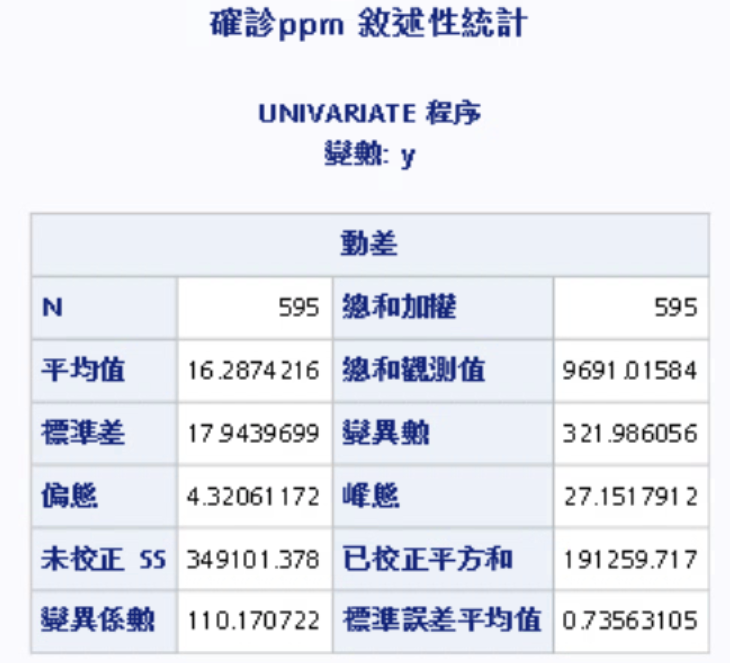 確診ppm 敘述性統計
UNIVARIATE 程序
變數: y
動差
N 595 總和加權 595
平均值 16.2874216 總和觀測值 9691.01584
標準差 17.9439699 變異數 321.986056
偏態 4.32061172 峰態 27.1517912
未校正 SS 349101.378 已校正平方和 191259.717
變異係數 110.170722 標準誤差平均值 0.73563105